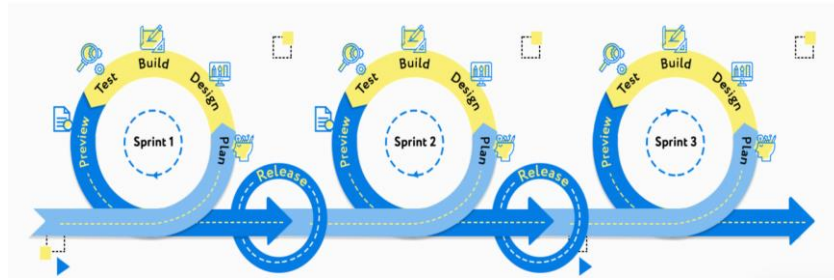 Test
Build
Design
Preview
Sprint 1
Plan
Release
Test
Build
Design
Preview
Sprint 2
Plan
Release
Test
Build
Design
Preview
Sprint 3
Plan